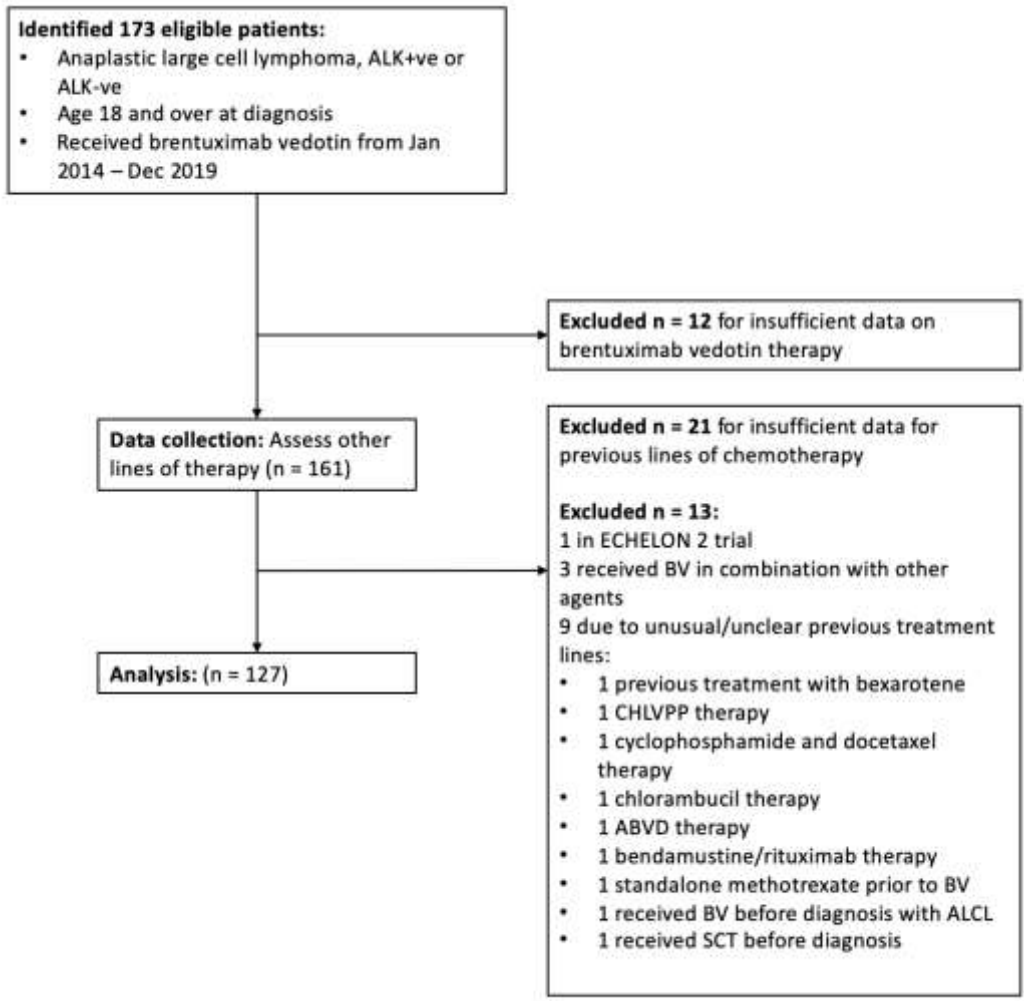 Identified 173 eligible patients:
• Anaplastic large cell lymphoma, ALK+ve or
ALK-ve
• Age 18 and over at diagnosis
• Received brentuximab vedotin from Jan
2014 – Dec 2019
Excluded n = 12 for insufficient data on
brentuximab vedotin therapy
Data collection: Assess other
lines of therapy (n = 161)
Excluded n = 21 for insufficient data for
previous lines of chemotherapy
Excluded n = 13:
1 in ECHELON 2 trial
3 received BV in combination with other
agents
9 due to unusual/unclear previous treatment
lines:
• 1 previous treatment with bexarotene
• 1 CHLVPP therapy
• 1 cyclophosphamide and docetaxel
therapy
• 1 chlorambucil therapy
• 1 ABVD therapy
• 1 bendamustine/rituximab therapy
• 1 standalone methotrexate prior to BV
• 1 received BV before diagnosis with ALCL
• 1 received SCT before diagnosis
Analysis: (n = 127)